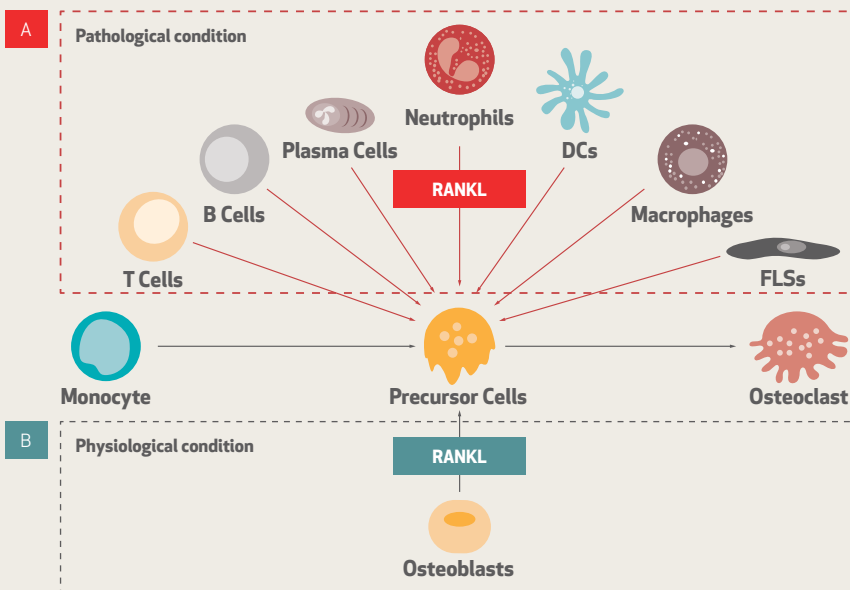 A
Pathological condition
Neutrophils
Plasma Cells
DCs
RANKL
B Cells
Macrophages
T Cells
FLSs
Monocyte
Precursor Cells
Osteoclast
B
Physiological condition
RANKL
Osteoblasts